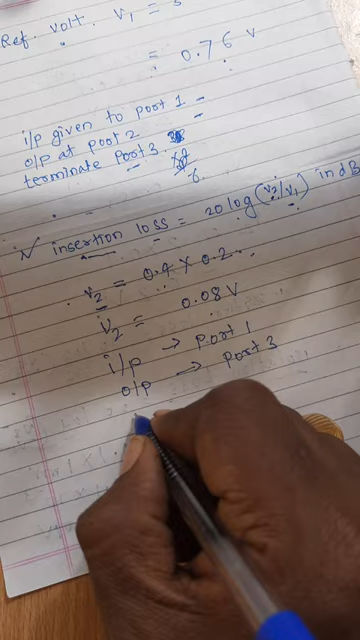 Ref. volt. V1 =
= 0.76 V
i/p given to port 1 -
o/p at port 2 -
terminate port 3
6
✓ insertion loss = 20 log (V2/V1) in dB
V2 = 0.4 X 0.2
V2 = 0.08 V
i/p → port 1
o/p → port 3